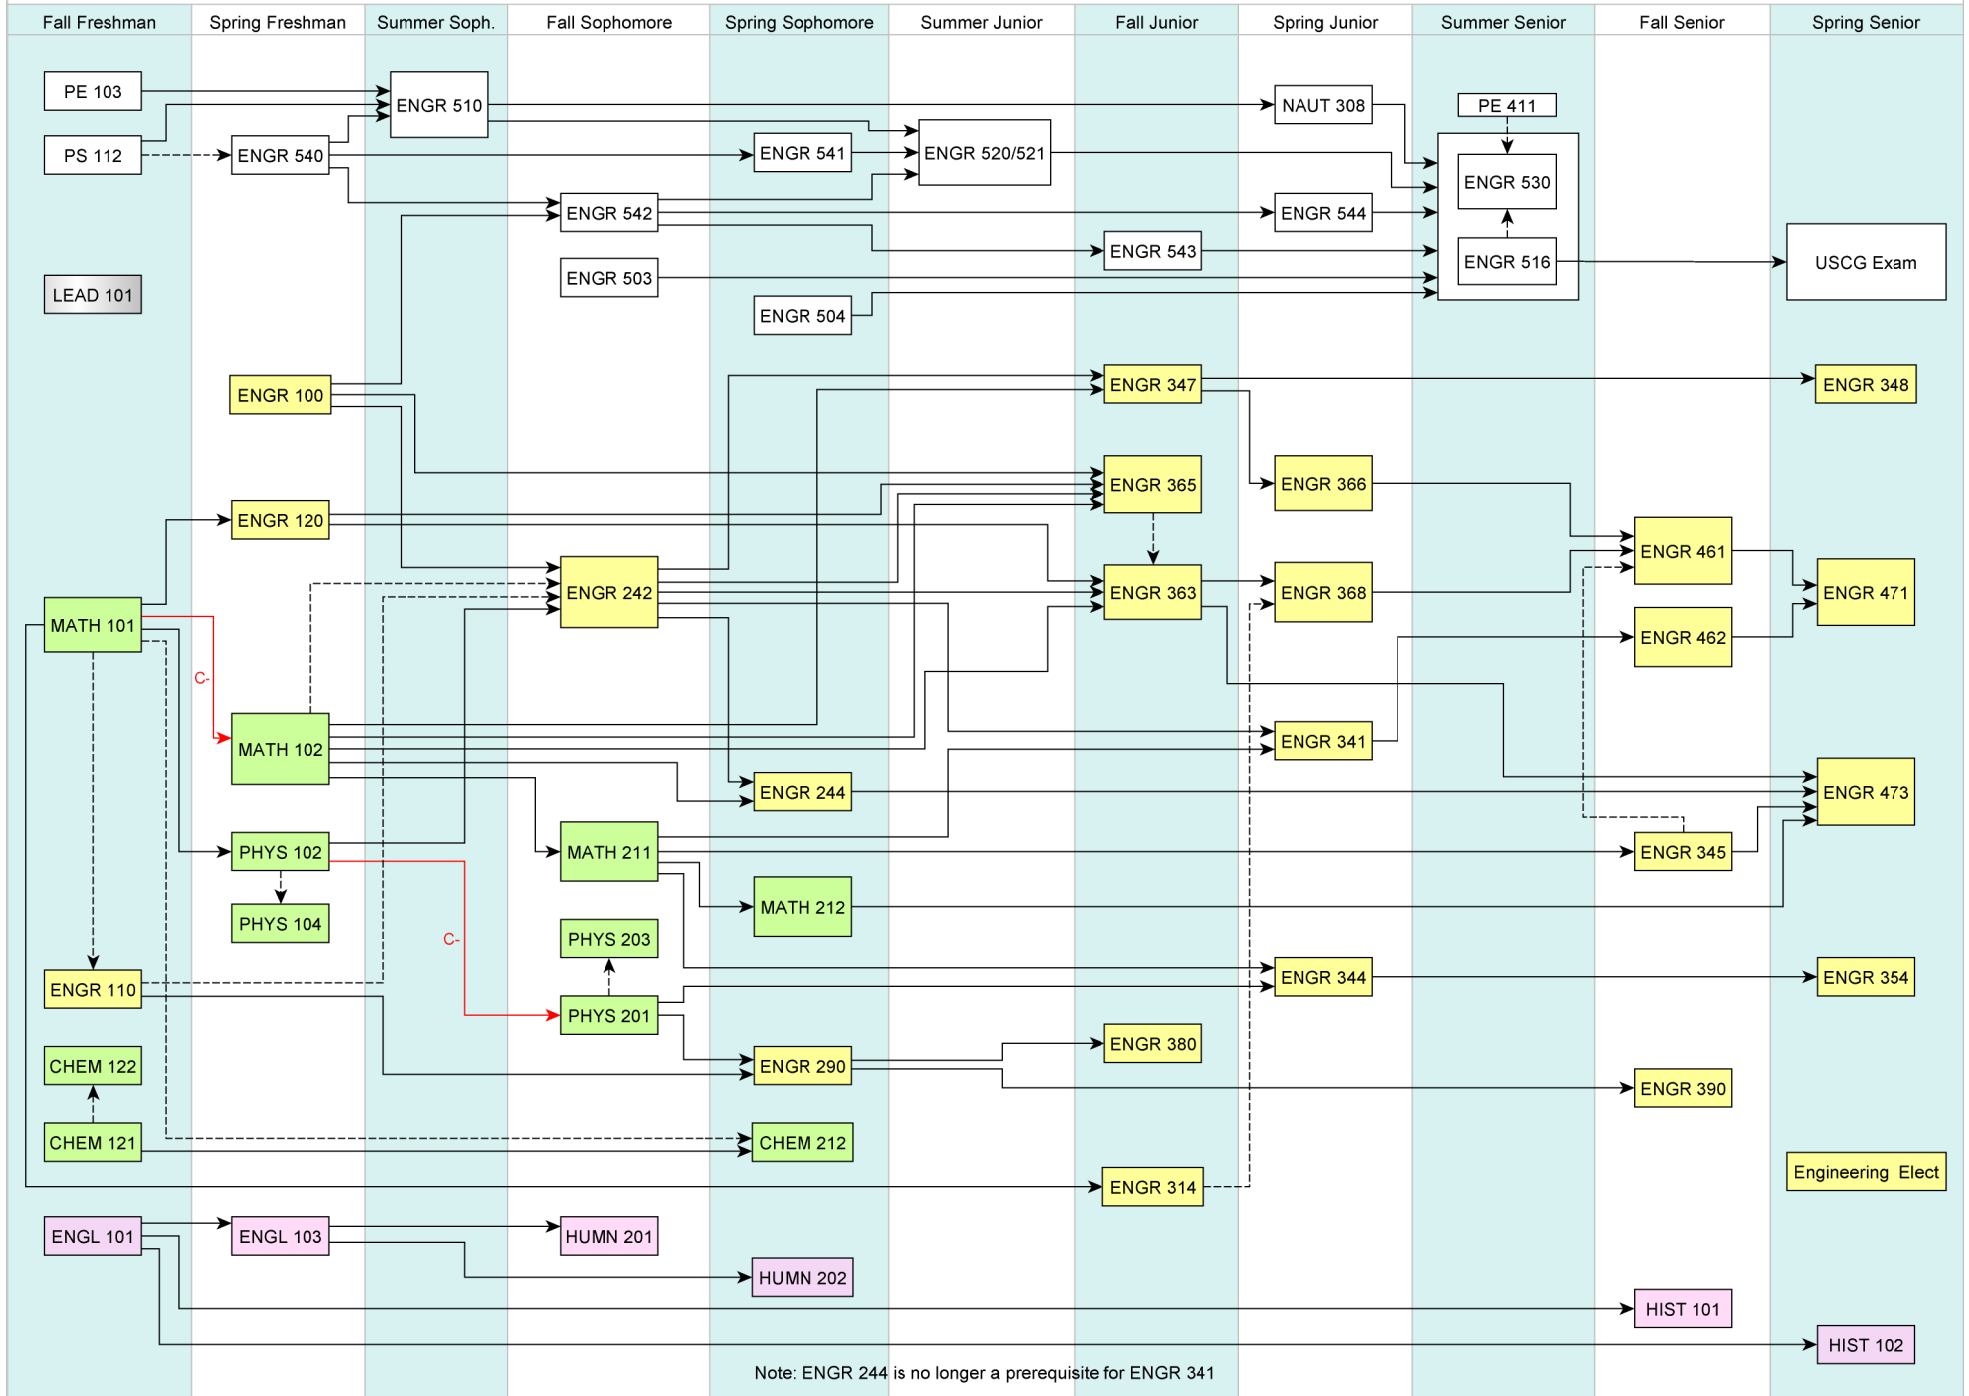 Fall Freshman
Spring Freshman
Summer Soph.
Fall Sophomore
Spring Sophomore
Summer Junior
Fall Junior
Spring Junior
Summer Senior
Fall Senior
Spring Senior
PE 103
ENGR 510
NAUT 308
PE 411
PS 112
ENGR 540
ENGR 541
ENGR 520/521
ENGR 530
ENGR 542
ENGR 544
ENGR 543
ENGR 516
USCG Exam
ENGR 503
LEAD 101
ENGR 504
ENGR 100
ENGR 347
ENGR 348
ENGR 365
ENGR 366
ENGR 120
ENGR 461
ENGR 242
ENGR 363
ENGR 368
ENGR 471
MATH 101
ENGR 462
C-
MATH 102
ENGR 341
ENGR 244
ENGR 473
PHYS 102
MATH 211
ENGR 345
MATH 212
PHYS 104
C-
PHYS 203
ENGR 344
ENGR 354
ENGR 110
PHYS 201
ENGR 380
CHEM 122
ENGR 290
ENGR 390
CHEM 121
CHEM 212
Engineering Elect
ENGR 314
ENGL 101
ENGL 103
HUMN 201
HUMN 202
HIST 101
HIST 102
Note: ENGR 244 is no longer a prerequisite for ENGR 341